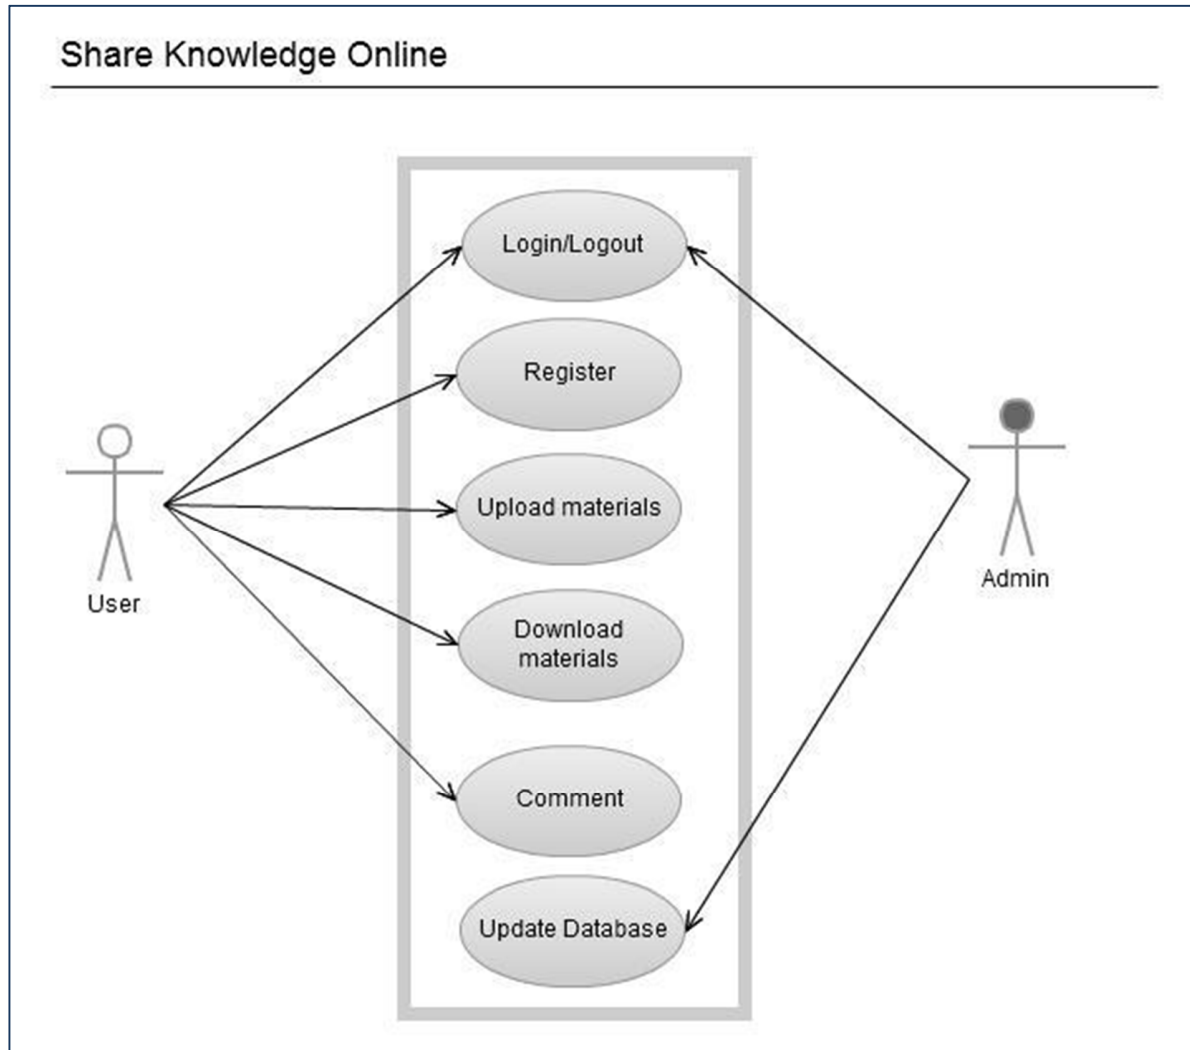 Share Knowledge Online
Login/Logout
Register
Upload materials
Download
materials
Comment
Update Database
User
Admin